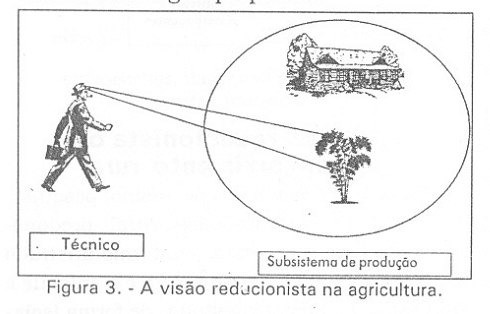 Técnico
Subsistema de produção
Figura 3. - A visão reducionista na agricultura.